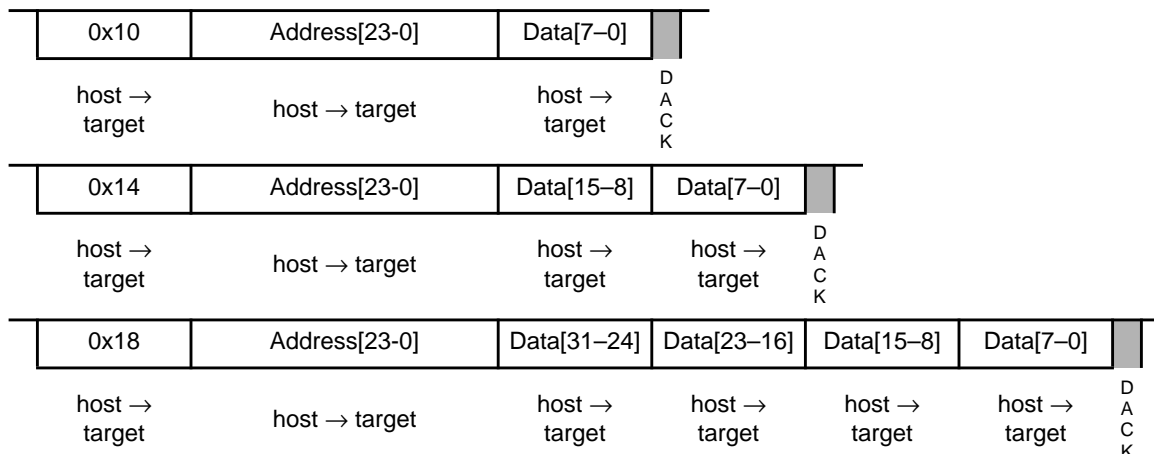 0x10 Address[23-0] Data[7–0]
host → host →
target host → target target
D
A
C
K
0x14 Address[23-0] Data[15–8] Data[7–0]
host → host → host →
target host → target target target
D
A
C
K
0x18 Address[23-0] Data[31–24] Data[23–16] Data[15–8] Data[7–0]
host → host → host → host → host →
target host → target target target target target
D
A
C
K